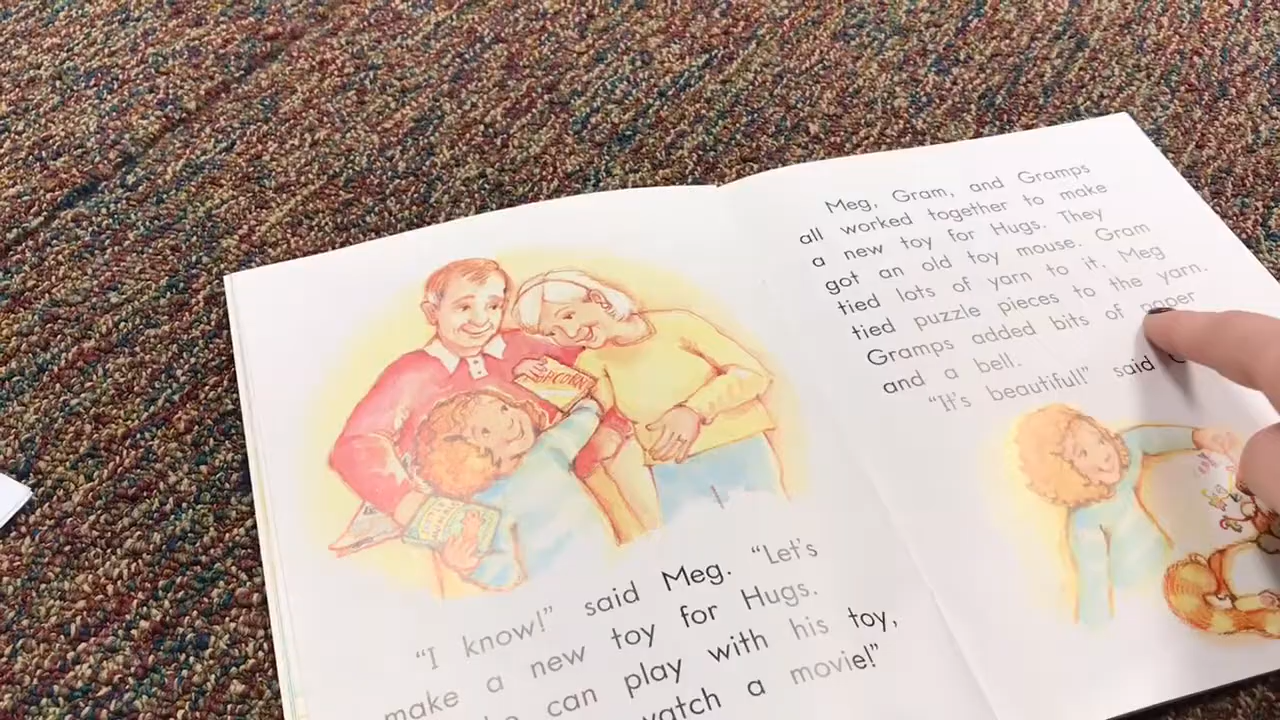 "I know!" said Meg. "Let's
make a new toy for Hugs.
can play with his toy,
watch a movie!"
Meg, Gram, and Gramps
all worked together to make
a new toy for Hugs. They
got an old toy mouse. Gram
tied lots of yarn to it. Meg
tied puzzle pieces to the yarn.
Gramps added bits of paper
and a bell.
"It's beautiful!" said
POPCORN